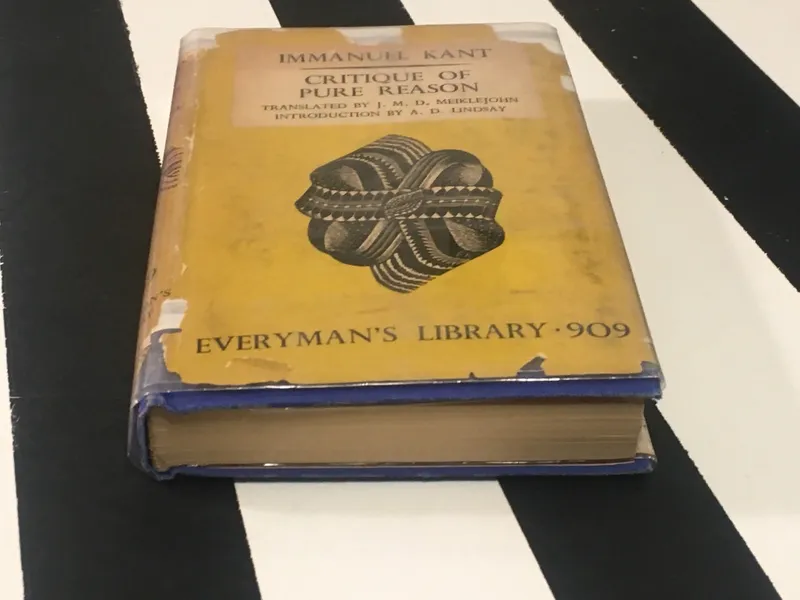 IMMANUEL KANT
CRITIQUE OF
PURE REASON
TRANSLATED BY J. M. D. MEIKLEJOHN
INTRODUCTION BY A. D. LINDSAY
EVERYMAN'S LIBRARY · 909